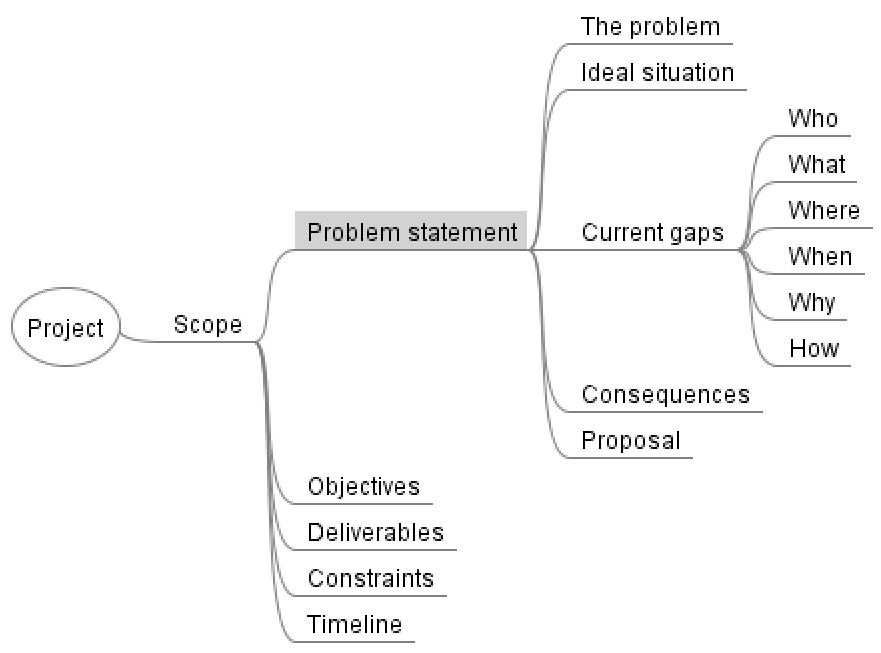 Project
Scope
Problem statement
The problem
Ideal situation
Current gaps
Who
What
Where
When
Why
How
Consequences
Proposal
Objectives
Deliverables
Constraints
Timeline